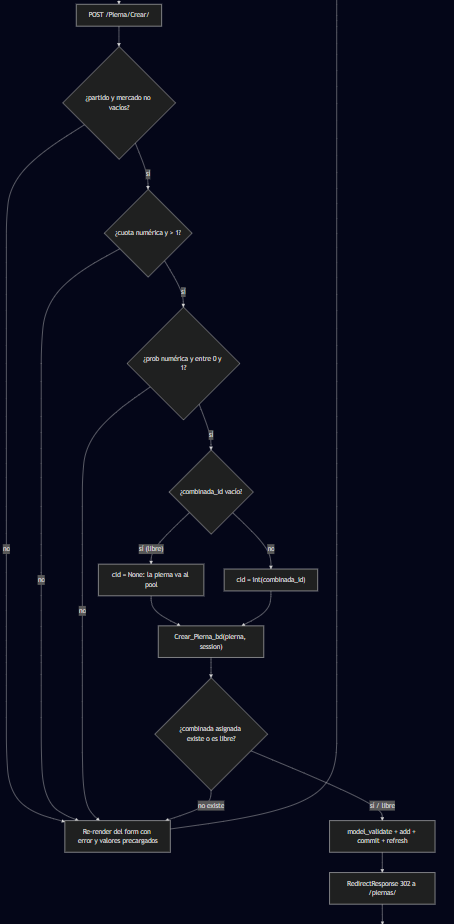 POST /Pierna/Crear/
¿partido y mercado no
vacíos?
sí
¿cuota numérica y > 1?
sí
¿prob numérica y entre 0 y
1?
sí
¿combinada_id vacío?
sí (libre)
no
no
cid = None: la pierna va al
pool
cid = int(combinada_id)
no
no
Crear_Pierna_bd(pierna,
session)
¿combinada asignada
existe o es libre?
no existe
sí / libre
Re-render del form con
error y valores precargados
model_validate + add +
commit + refresh
RedirectResponse 302 a
/piernas/